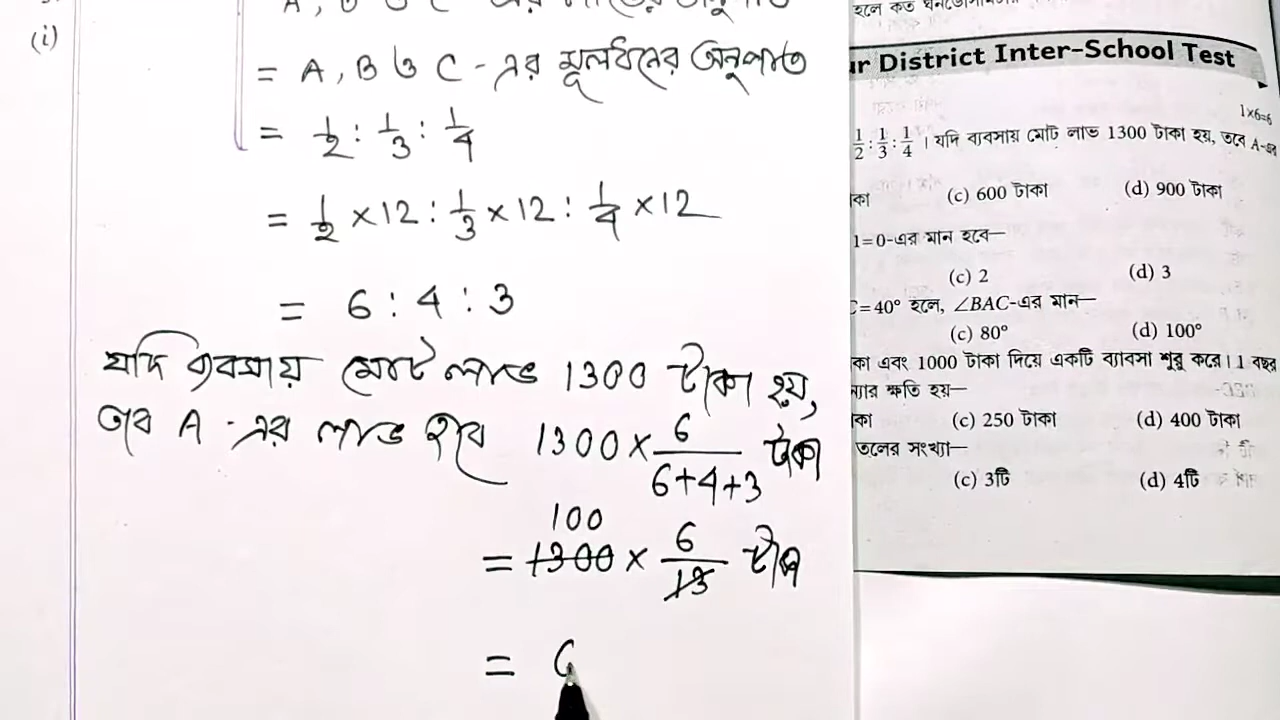 (i)
= A, B ও C-এর মূলধনের অনুপাত
= 1/2 : 1/3 : 1/4
= 1/2 × 12 : 1/3 × 12 : 1/4 × 12
= 6 : 4 : 3
যদি ব্যবসায় মোট লাভ 1300 টাকা হয়,
তবে A-এর লাভ হবে 1300 × 6/(6+4+3) টাকা
100
= 1300 × 6/13 টাকা
=
হলে কত
ur District Inter-School Test
1×6=6
1/2 : 1/3 : 1/4 । যদি ব্যবসায় মোট লাভ 1300 টাকা হয়, তবে A-এর
কা (c) 600 টাকা (d) 900 টাকা
1=0-এর মান হবে—
(c) 2 (d) 3
C=40° হলে, ∠BAC-এর মান—
(c) 80° (d) 100°
কা এবং 1000 টাকা দিয়ে একটি ব্যাবসা শুরু করে। 1 বছর
ন্যার ক্ষতি হয়—
কা (c) 250 টাকা (d) 400 টাকা
তলের সংখ্যা—
(c) 3টি (d) 4টি